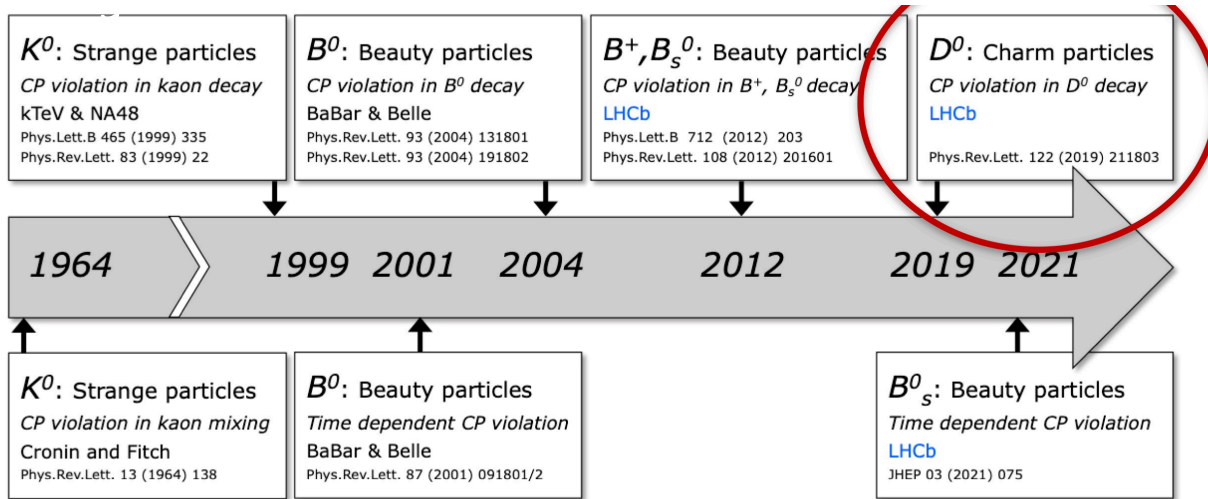 K⁰: Strange particles
CP violation in kaon decay
kTeV & NA48
Phys.Lett.B 465 (1999) 335
Phys.Rev.Lett. 83 (1999) 22
B⁰: Beauty particles
CP violation in B⁰ decay
BaBar & Belle
Phys.Rev.Lett. 93 (2004) 131801
Phys.Rev.Lett. 93 (2004) 191802
B⁺,Bₛ⁰: Beauty particles
CP violation in B⁺, Bₛ⁰ decay
LHCb
Phys.Lett.B 712 (2012) 203
Phys.Rev.Lett. 108 (2012) 201601
D⁰: Charm particles
CP violation in D⁰ decay
LHCb
Phys.Rev.Lett. 122 (2019) 211803
1964 1999 2001 2004 2012 2019 2021
K⁰: Strange particles
CP violation in kaon mixing
Cronin and Fitch
Phys.Rev.Lett. 13 (1964) 138
B⁰: Beauty particles
Time dependent CP violation
BaBar & Belle
Phys.Rev.Lett. 87 (2001) 091801/2
B⁰ₛ: Beauty particles
Time dependent CP violation
LHCb
JHEP 03 (2021) 075